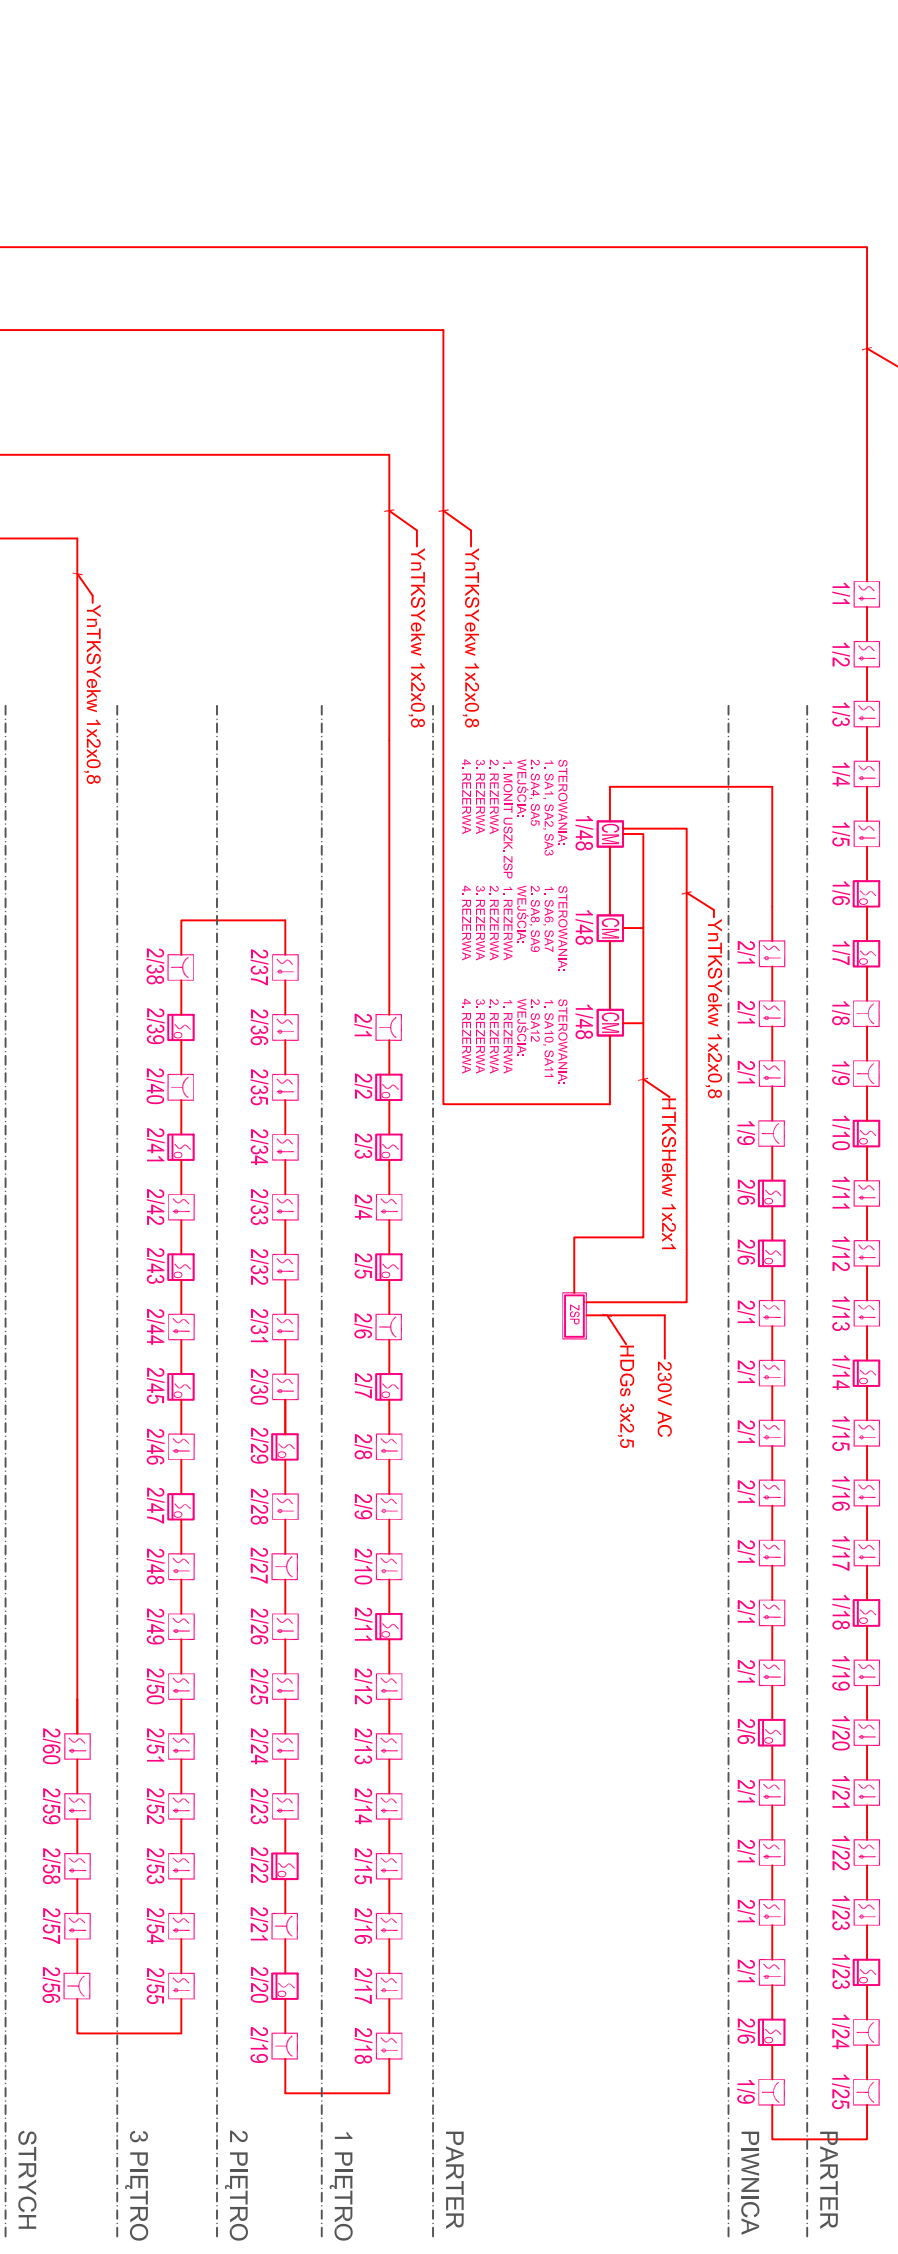 1/1
1/2
1/3
1/4
1/5
1/6
1/7
1/8
1/9
1/10
1/11
1/12
1/13
1/14
1/15
1/16
1/17
1/18
1/19
1/20
1/21
1/22
1/23
1/23
1/24
1/25
PARTER
2/1
2/1
2/1
1/9
2/6
2/6
2/1
2/1
2/1
2/1
2/1
2/1
2/1
2/6
2/1
2/1
2/1
2/1
2/6
1/9
PIWNICA
YnTKSYekw 1x2x0,8
HTKSHekw 1x2x1
230V AC
HDGs 3x2,5
ZSP
CM
1/48
STEROWANIA:
1. SA1, SA2, SA3
2. SA4, SA5
WEJŚCIA:
1. MONIT USZK. ZSP
2. REZERWA
3. REZERWA
4. REZERWA
CM
1/48
STEROWANIA:
1. SA6, SA7
2. SA8, SA9
WEJŚCIA:
1. REZERWA
2. REZERWA
3. REZERWA
4. REZERWA
CM
1/48
STEROWANIA:
1. SA10, SA11
2. SA12
WEJŚCIA:
1. REZERWA
2. REZERWA
3. REZERWA
4. REZERWA
YnTKSYekw 1x2x0,8
PARTER
YnTKSYekw 1x2x0,8
2/1
2/2
2/3
2/4
2/5
2/6
2/7
2/8
2/9
2/10
2/11
2/12
2/13
2/14
2/15
2/16
2/17
2/18
1 PIĘTRO
2/37
2/36
2/35
2/34
2/33
2/32
2/31
2/30
2/29
2/28
2/27
2/26
2/25
2/24
2/23
2/22
2/21
2/20
2/19
2 PIĘTRO
2/38
2/39
2/40
2/41
2/42
2/43
2/44
2/45
2/46
2/47
2/48
2/49
2/50
2/51
2/52
2/53
2/54
2/55
3 PIĘTRO
YnTKSYekw 1x2x0,8
2/60
2/59
2/58
2/57
2/56
STRYCH